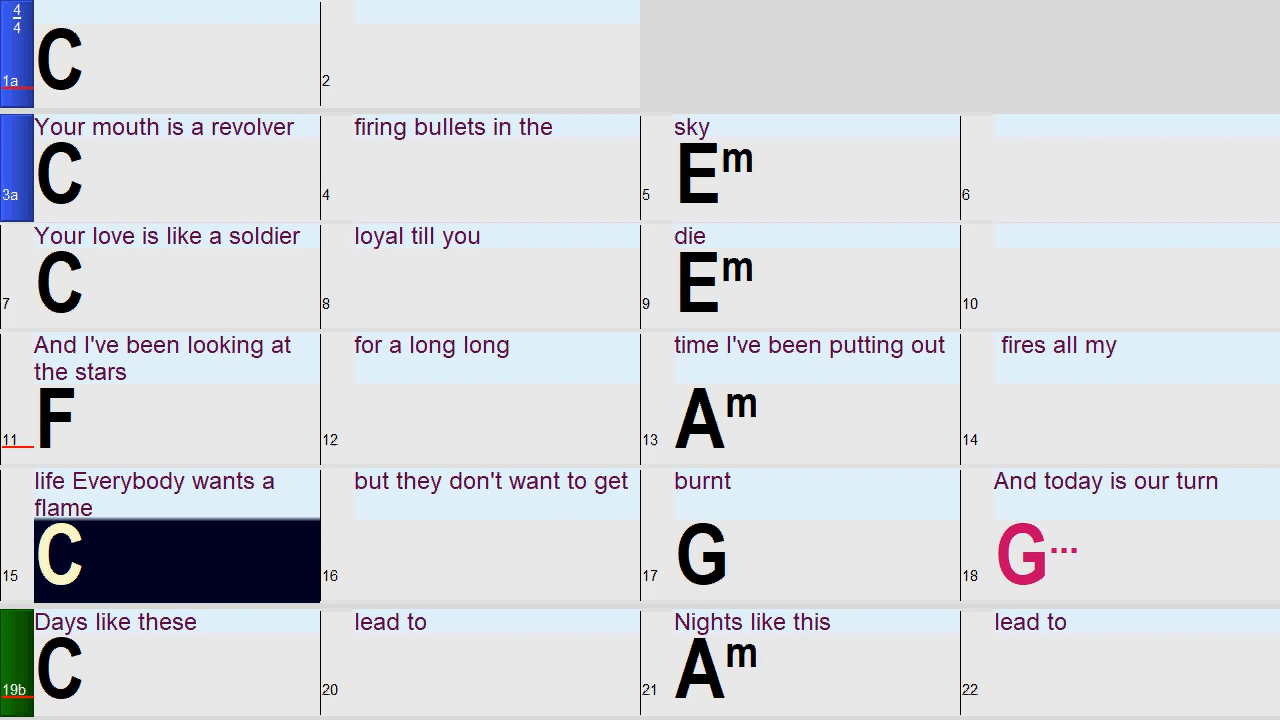 4
4
1a C 2
Your mouth is a revolver firing bullets in the sky
3a C 4 5 Em 6
Your love is like a soldier loyal till you die
7 C 8 9 Em 10
And I've been looking at for a long long time I've been putting out fires all my
the stars
11 F 12 13 Am 14
life Everybody wants a but they don't want to get burnt And today is our turn
flame
15 C 16 17 G 18 G...
Days like these lead to Nights like this lead to
19b C 20 21 Am 22